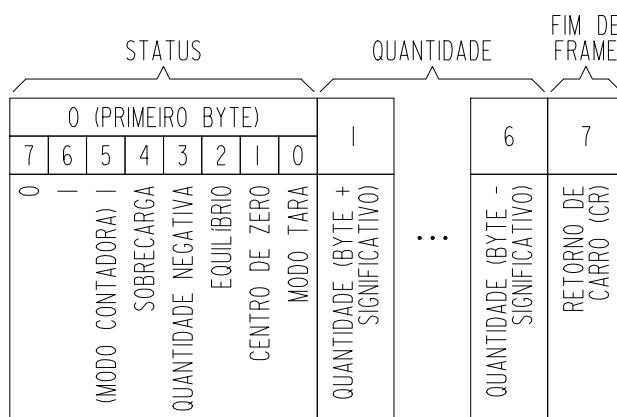 STATUS
QUANTIDADE
FIM DE
FRAME
0 (PRIMEIRO BYTE)
1
6
7
7 6 5 4 3 2 1 0
0
1
(MODO CONTADORA) 1
SOBRECARGA
QUANTIDADE NEGATIVA
EQUILÍBRIO
CENTRO DE ZERO
MODO TARA
QUANTIDADE (BYTE +
SIGNIFICATIVO)
...
QUANTIDADE (BYTE -
SIGNIFICATIVO)
RETORNO DE
CARRO (CR)